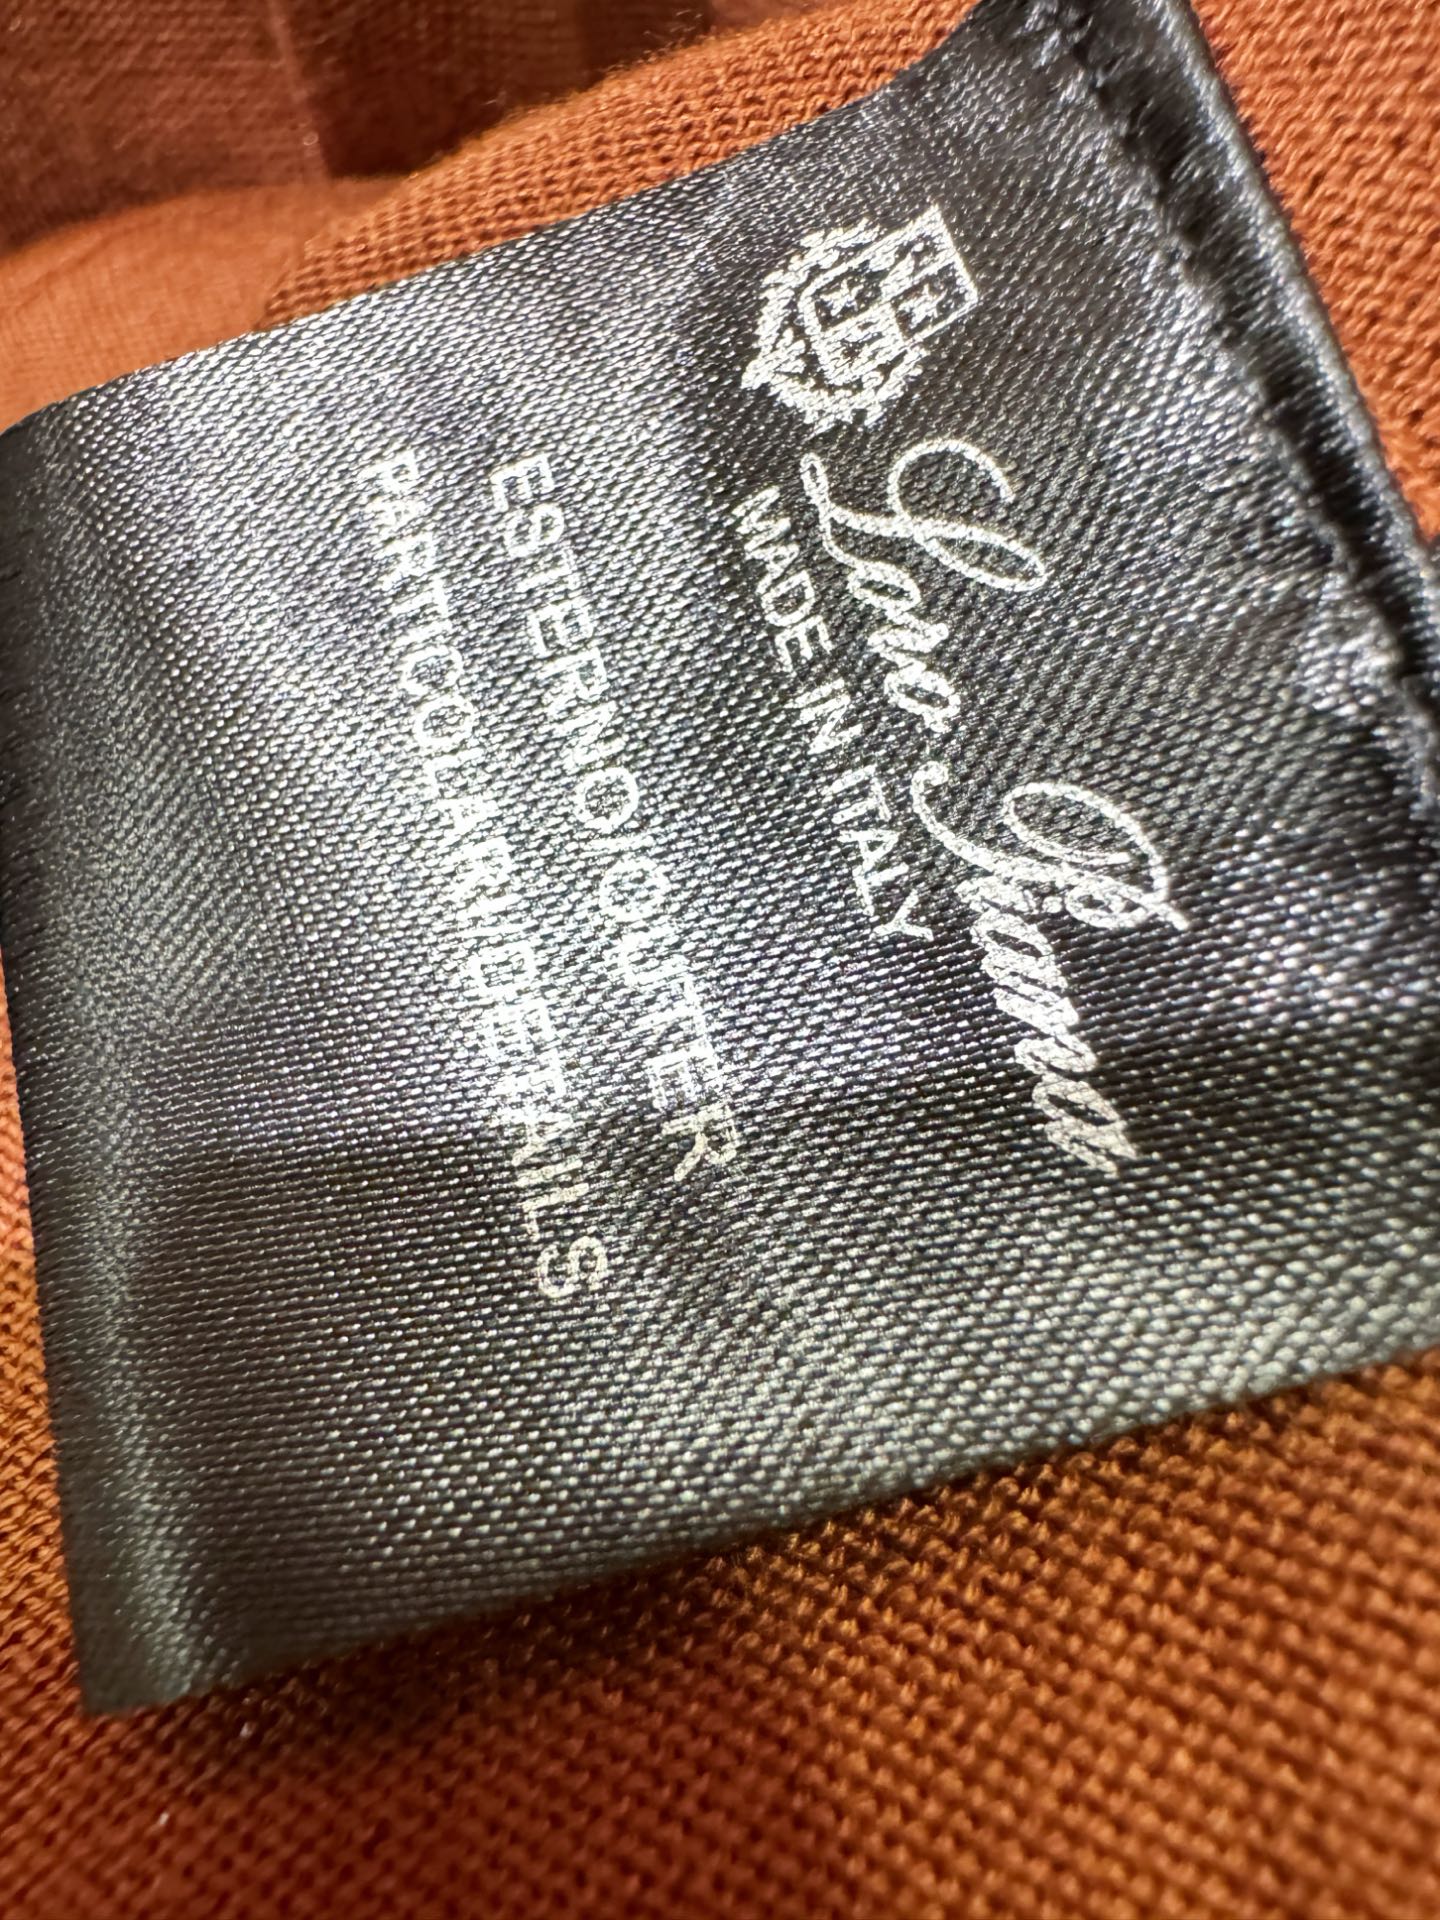 Loro Piana
MADE IN ITALY
ESTERNO/OUTER
PARTICOLARI/DETAILS